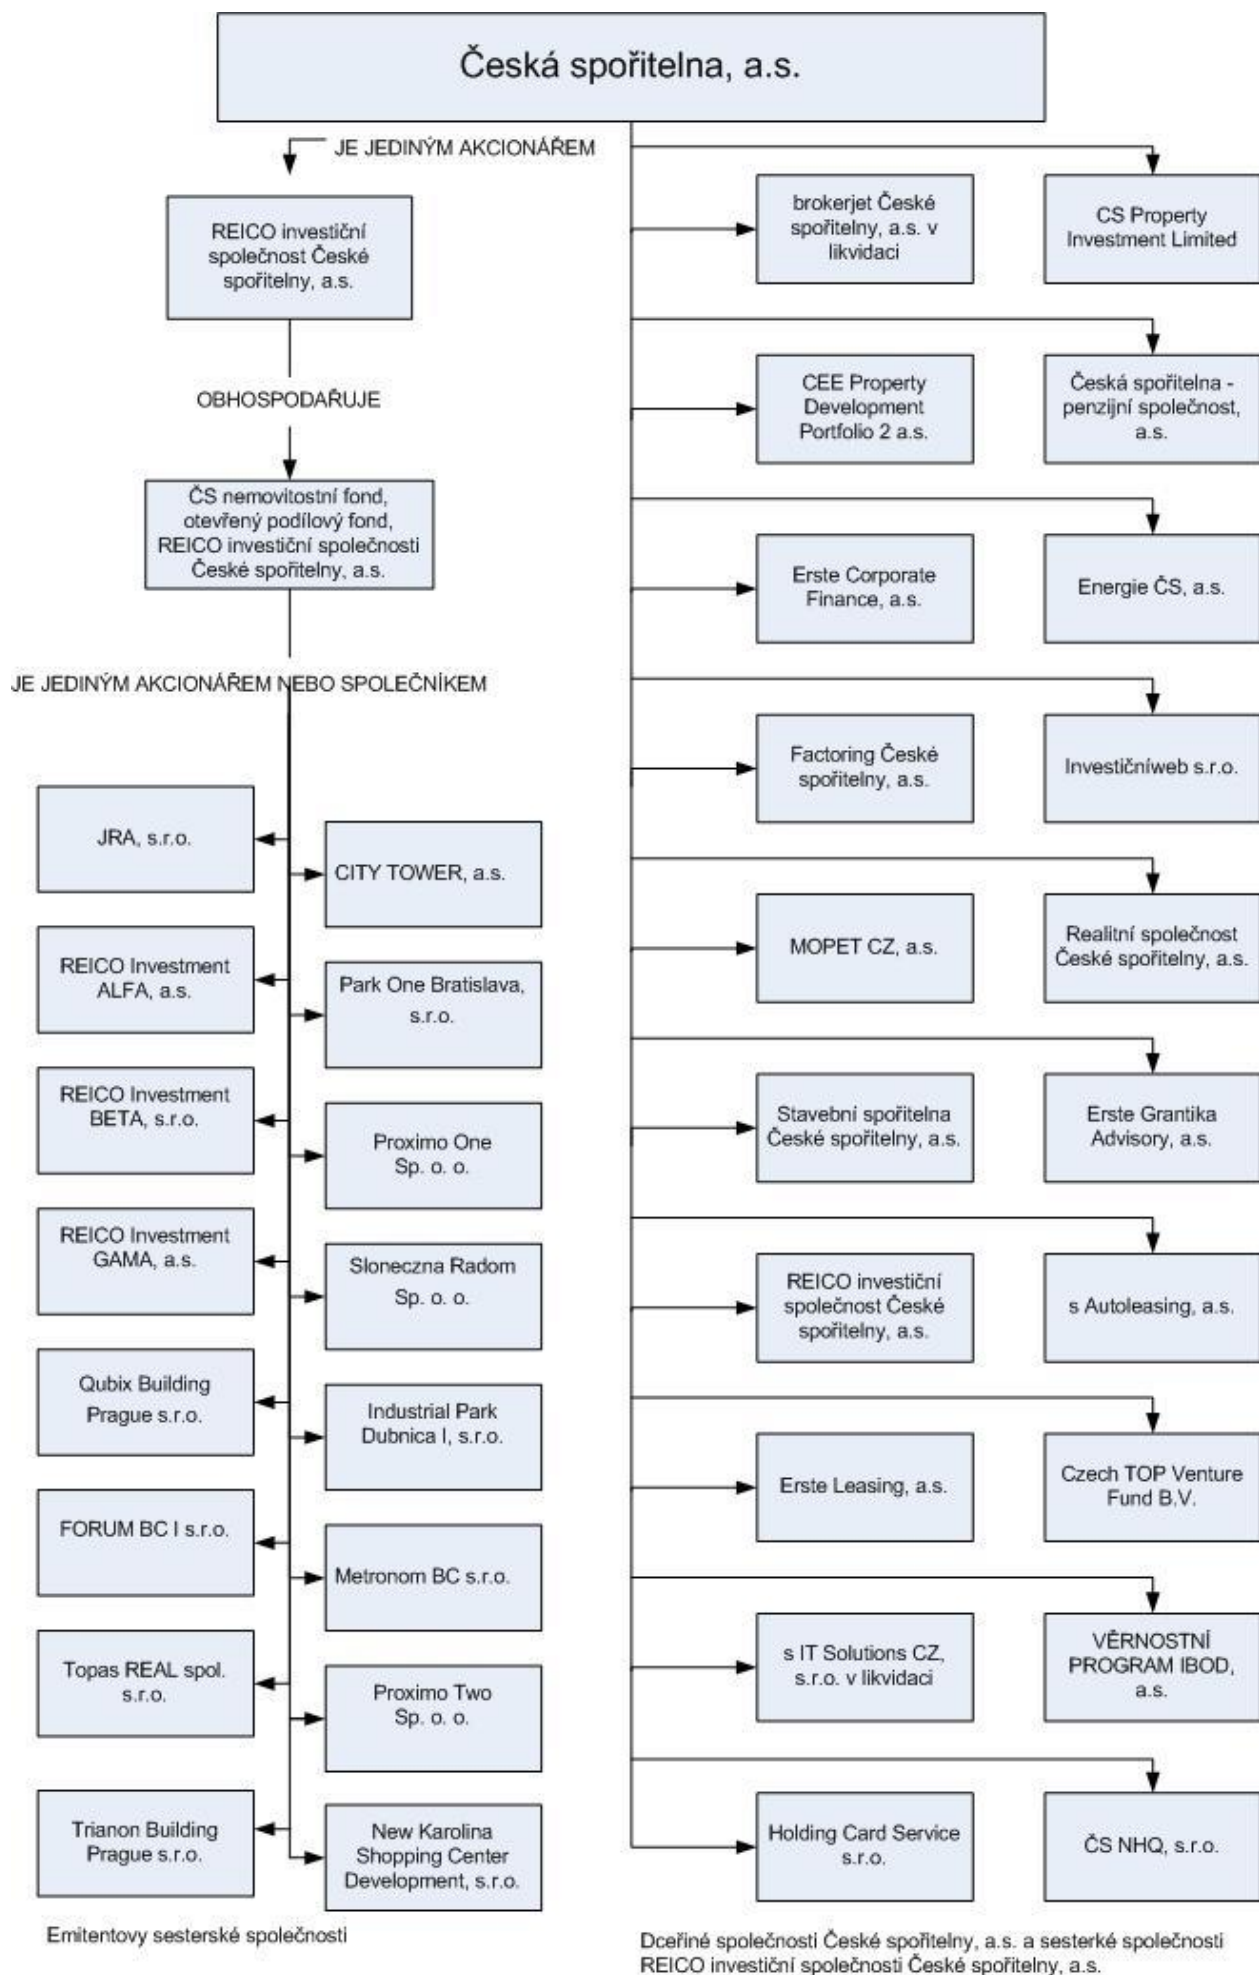 Česká spořitelna, a.s.
JE JEDINÝM AKCIONÁŘEM
REICO investiční
společnost České
spořitelny, a.s.
OBHOSPODAŘUJE
ČS nemovitostní fond,
otevřený podílový fond,
REICO investiční společnosti
České spořitelny, a.s.
JE JEDINÝM AKCIONÁŘEM NEBO SPOLEČNÍKEM
JRA, s.r.o.
CITY TOWER, a.s.
REICO Investment
ALFA, a.s.
Park One Bratislava,
s.r.o.
REICO Investment
BETA, s.r.o.
Proximo One
Sp. o. o.
REICO Investment
GAMA, a.s.
Sloneczna Radom
Sp. o. o.
Qubix Building
Prague s.r.o.
Industrial Park
Dubnica I, s.r.o.
FORUM BC I s.r.o.
Metronom BC s.r.o.
Topas REAL spol.
s.r.o.
Proximo Two
Sp. o. o.
Trianon Building
Prague s.r.o.
New Karolina
Shopping Center
Development, s.r.o.
Emitentovy sesterské společnosti
brokerjet České
spořitelny, a.s. v
likvidaci
CS Property
Investment Limited
CEE Property
Development
Portfolio 2 a.s.
Česká spořitelna -
penzijní společnost,
a.s.
Erste Corporate
Finance, a.s.
Energie ČS, a.s.
Factoring České
spořitelny, a.s.
Investičníweb s.r.o.
MOPET CZ, a.s.
Realitní společnost
České spořitelny, a.s.
Stavební spořitelna
České spořitelny, a.s.
Erste Grantika
Advisory, a.s.
REICO investiční
společnost České
spořitelny, a.s.
s Autoleasing, a.s.
Erste Leasing, a.s.
Czech TOP Venture
Fund B.V.
s IT Solutions CZ,
s.r.o. v likvidaci
VĚRNOSTNÍ
PROGRAM IBOD,
a.s.
Holding Card Service
s.r.o.
ČS NHQ, s.r.o.
Dceřiné společnosti České spořitelny, a.s. a sesterké společnosti
REICO investiční společnosti České spořitelny, a.s.